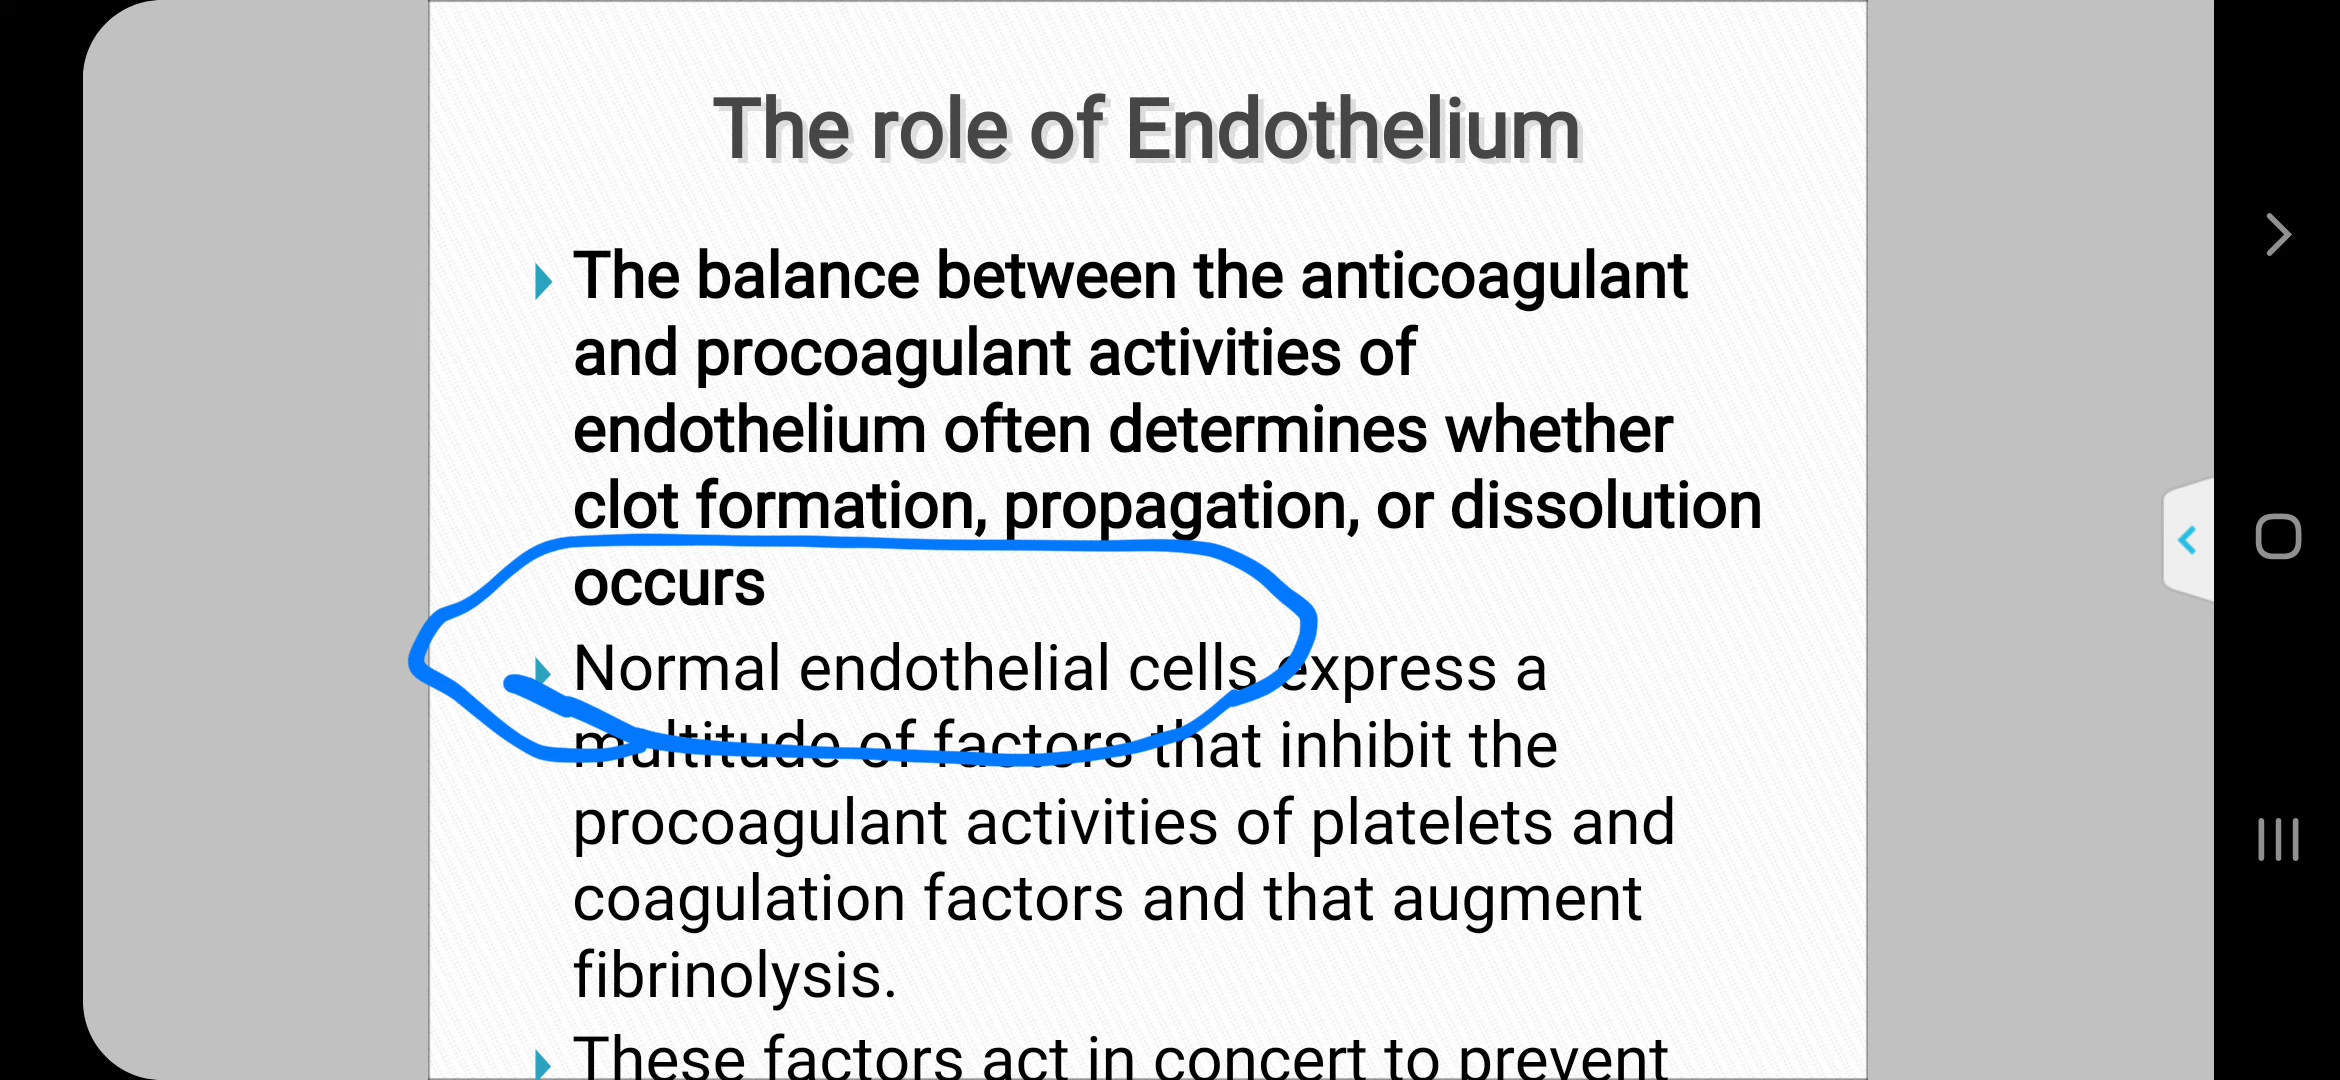 The role of Endothelium
The balance between the anticoagulant
and procoagulant activities of
endothelium often determines whether
clot formation, propagation, or dissolution
occurs
Normal endothelial cells express a
multitude of factors that inhibit the
procoagulant activities of platelets and
coagulation factors and that augment
fibrinolysis.
These factors act in concert to prevent